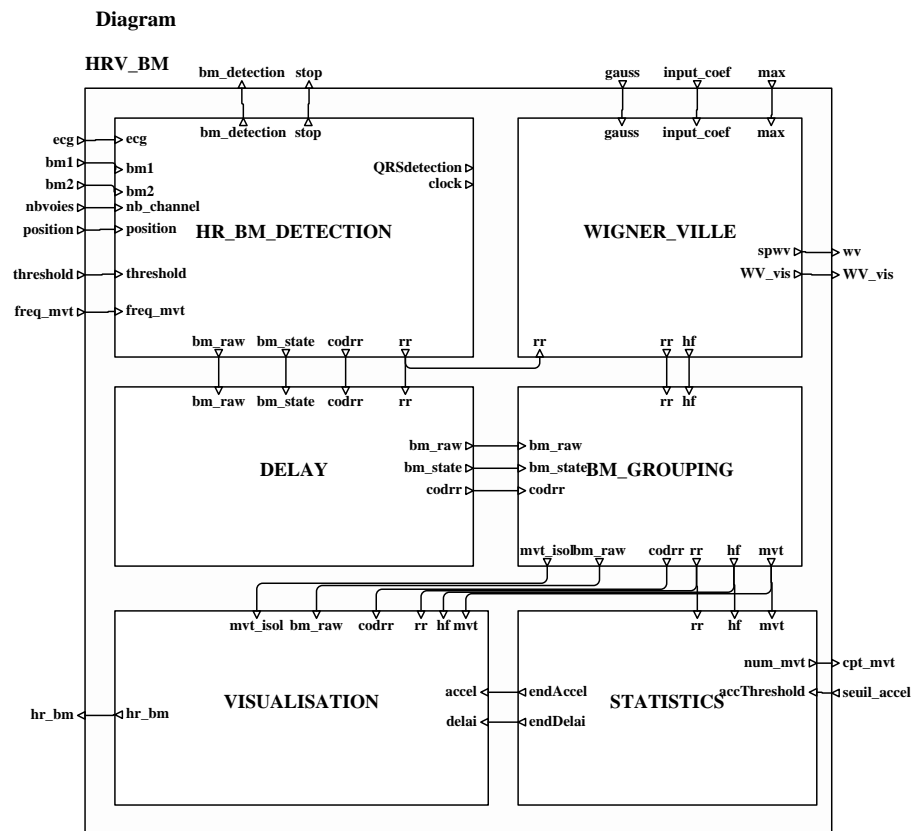 Diagram
HRV_BM
bm_detection stop gauss input_coef max
bm_detection stop gauss input_coef max
ecg ecg
bm1 bm1
QRSdetection
bm2 bm2
clock
nbvoies nb_channel
position position
HR_BM_DETECTION WIGNER_VILLE
spwv wv
threshold threshold
WV_vis WV_vis
freq_mvt freq_mvt
bm_raw bm_state codrr rr rr rr hf
bm_raw bm_state codrr rr rr hf
bm_raw bm_raw
DELAY BM_GROUPING
bm_state bm_state
codrr codrr
mvt_isol bm_raw codrr rr hf mvt
mvt_isol bm_raw codrr rr hf mvt rr hf mvt
num_mvt cpt_mvt
accel endAccel accThreshold seuil_accel
VISUALISATION STATISTICS
hr_bm hr_bm
delai endDelai